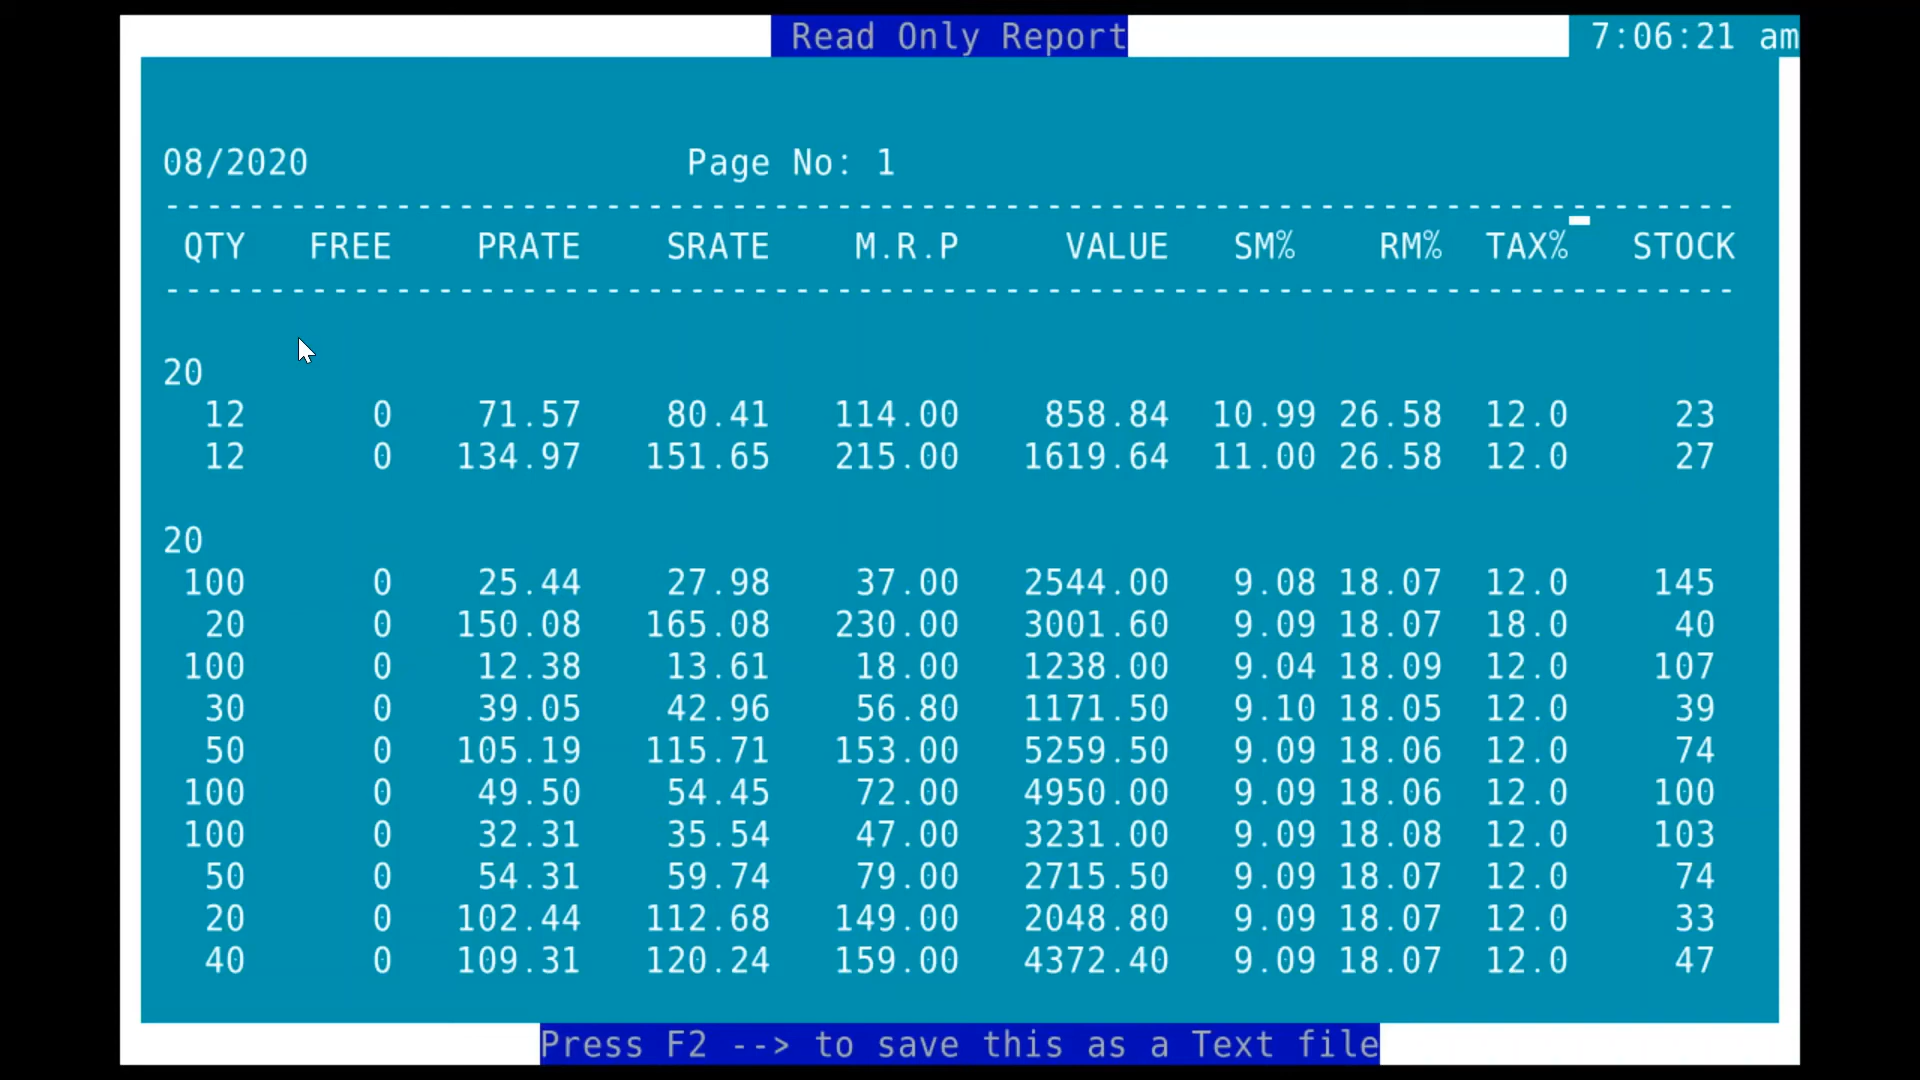 Read Only Report 7:06:21 am
08/2020 Page No: 1
---------------------------------------------------------------------------
QTY FREE PRATE SRATE M.R.P VALUE SM% RM% TAX% STOCK
---------------------------------------------------------------------------
20
12 0 71.57 80.41 114.00 858.84 10.99 26.58 12.0 23
12 0 134.97 151.65 215.00 1619.64 11.00 26.58 12.0 27
20
100 0 25.44 27.98 37.00 2544.00 9.08 18.07 12.0 145
20 0 150.08 165.08 230.00 3001.60 9.09 18.07 18.0 40
100 0 12.38 13.61 18.00 1238.00 9.04 18.09 12.0 107
30 0 39.05 42.96 56.80 1171.50 9.10 18.05 12.0 39
50 0 105.19 115.71 153.00 5259.50 9.09 18.06 12.0 74
100 0 49.50 54.45 72.00 4950.00 9.09 18.06 12.0 100
100 0 32.31 35.54 47.00 3231.00 9.09 18.08 12.0 103
50 0 54.31 59.74 79.00 2715.50 9.09 18.07 12.0 74
20 0 102.44 112.68 149.00 2048.80 9.09 18.07 12.0 33
40 0 109.31 120.24 159.00 4372.40 9.09 18.07 12.0 47
Press F2 --> to save this as a Text file